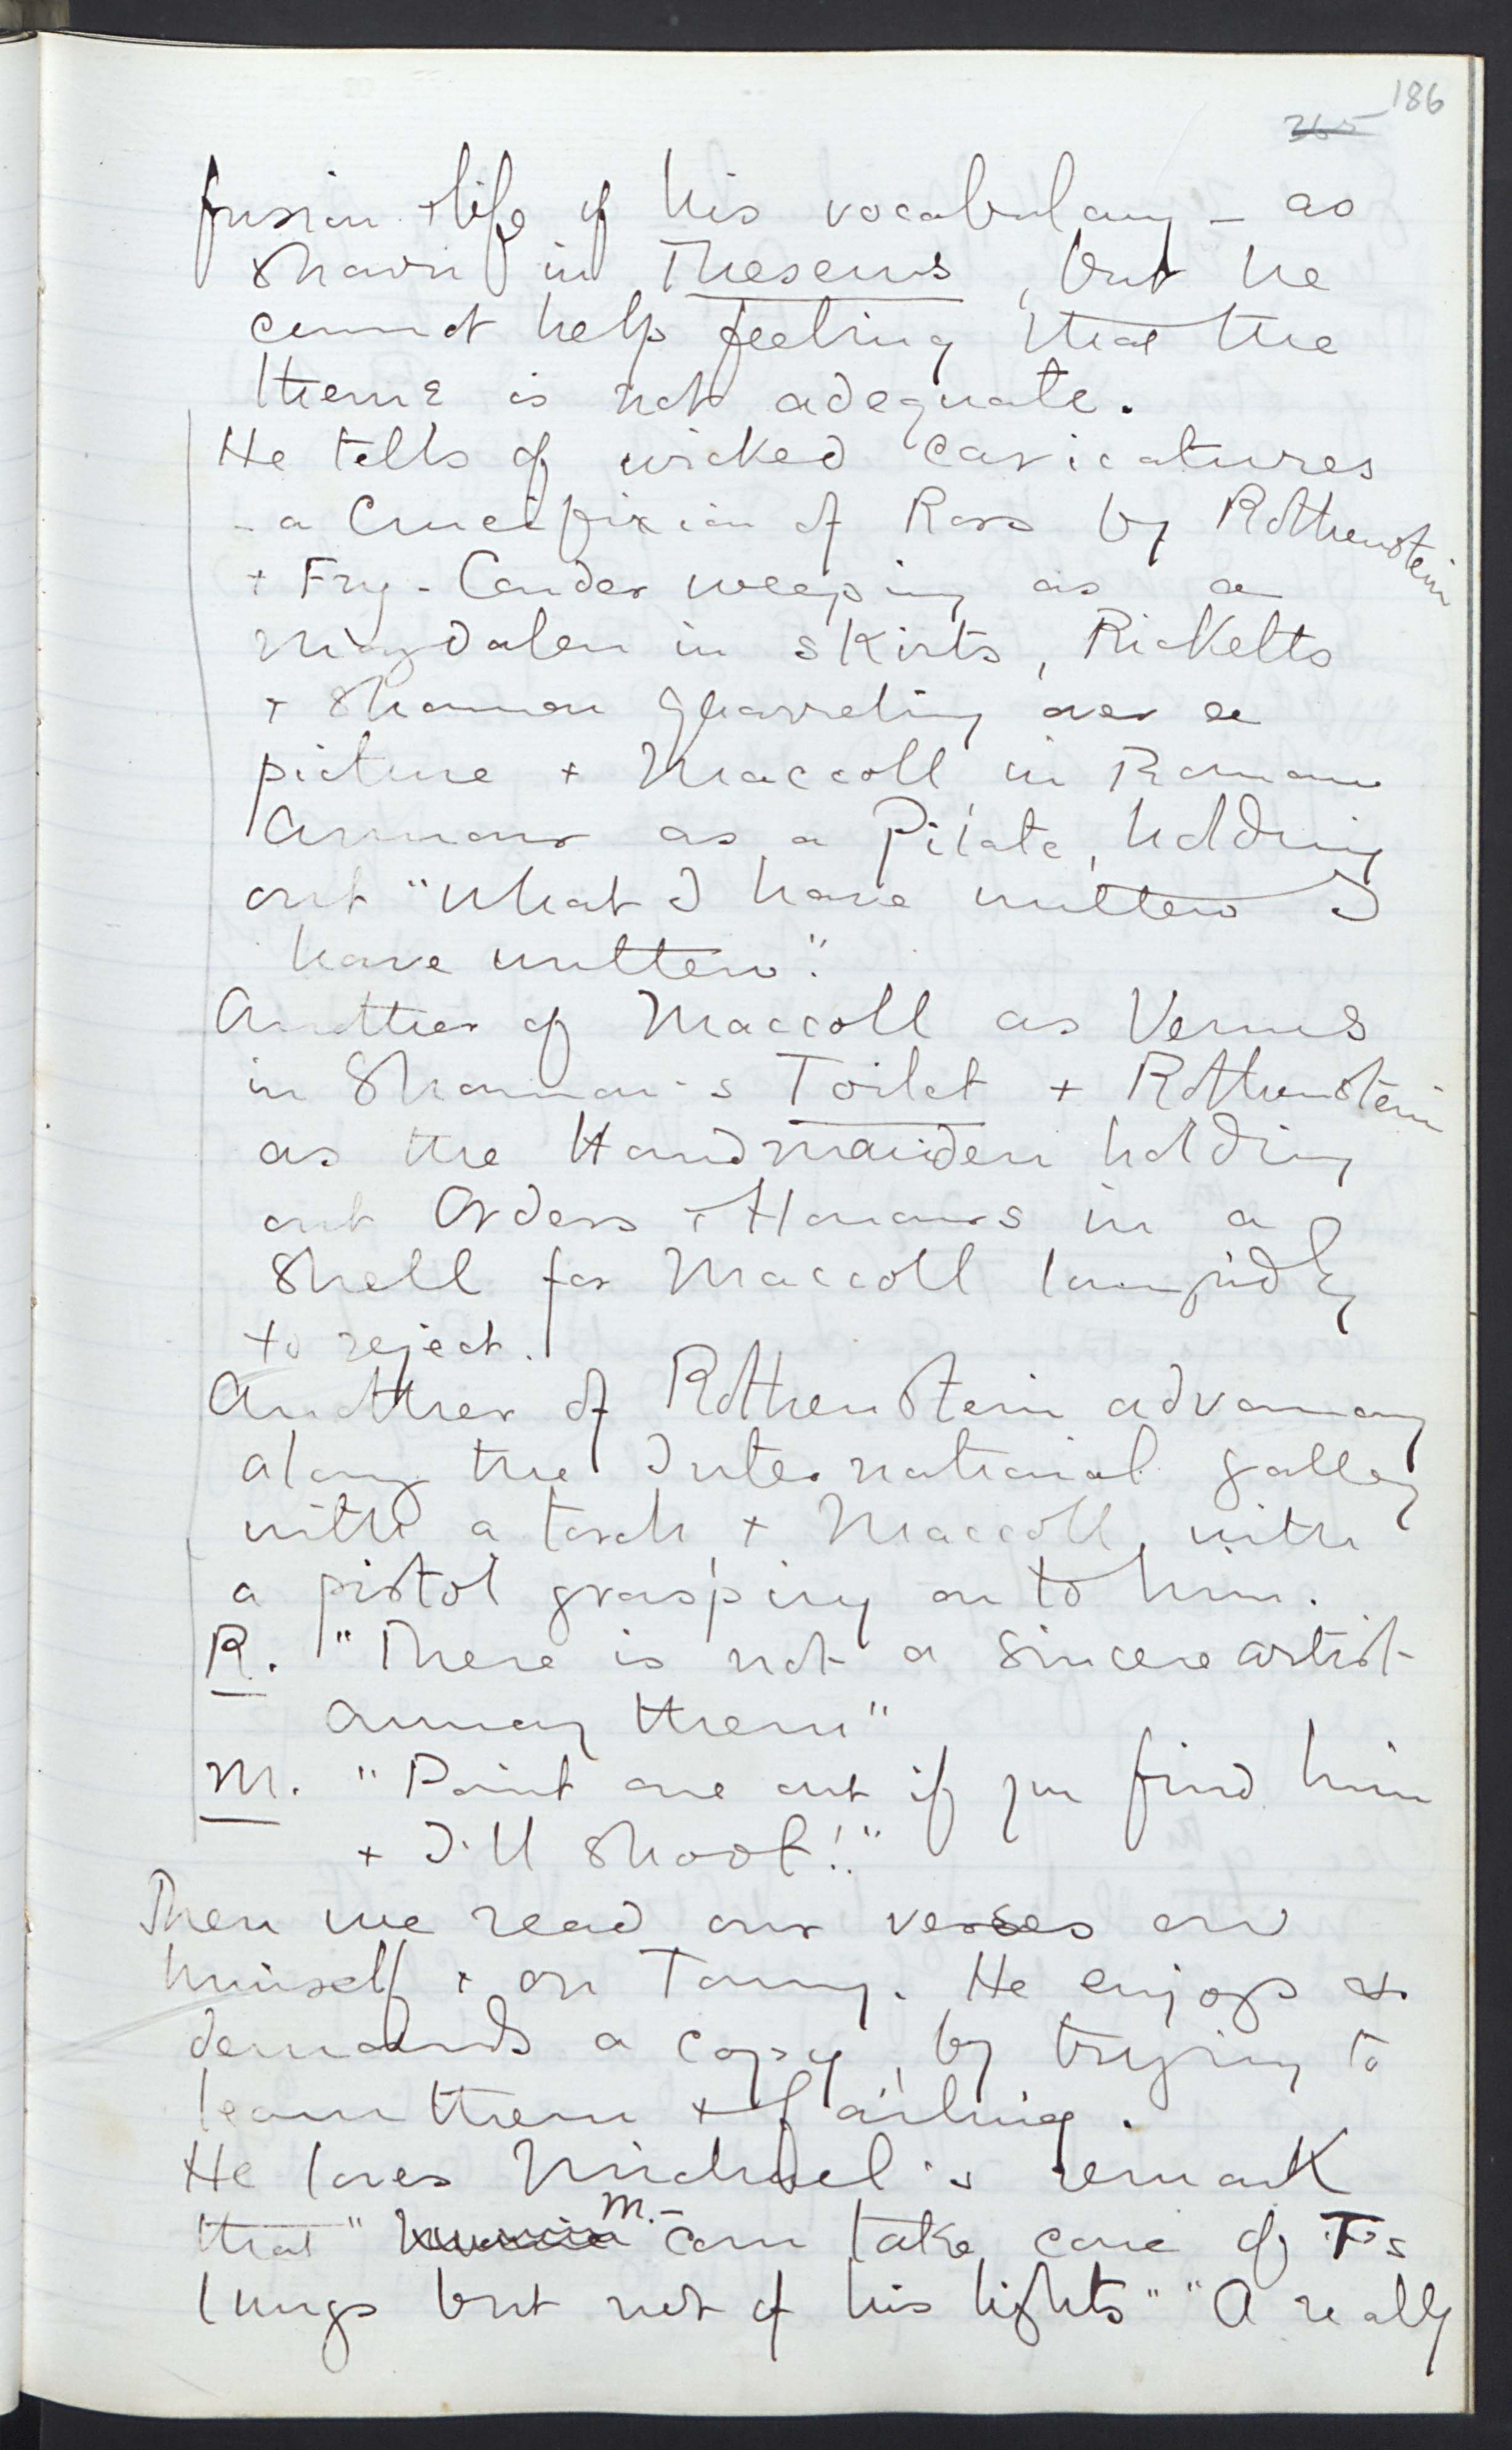 186
365
fusion + life of his vocabulary – as
shown in Theseus, but he
cannot help feeling that the
theme is not adequate.
He tells of wicked caricatures
– a Crucifixion of Ross by Rothenstein
+ Fry – Conder weeping as a
Magdalen in skirts, Ricketts
+ Shannon quarreling over a
picture + Maccoll in Roman
Armour as a Pilate, holding
out "what I have written I
have written".
Another of Maccoll as Venus
in Shannon's Toilet + Rothenstein
as the Handmaiden holding
out Orders + Honours in a
Shell for Maccoll
to reject.
Another of Rothenstein advancing
along the International gallery
with a torch + Maccoll with
a pistol grasping on to him.
R. "There is not a sincere artist
among them"
M. "Point one out if you find him
+ I'll shoot!"
Then we read our verses on
himself + on Tommy. He enjoys &
demands a copy, by trying to
learn them + failing.
He loves Michael's remark
that "M. – can take care of T's
lungs but not of his lights" "A really